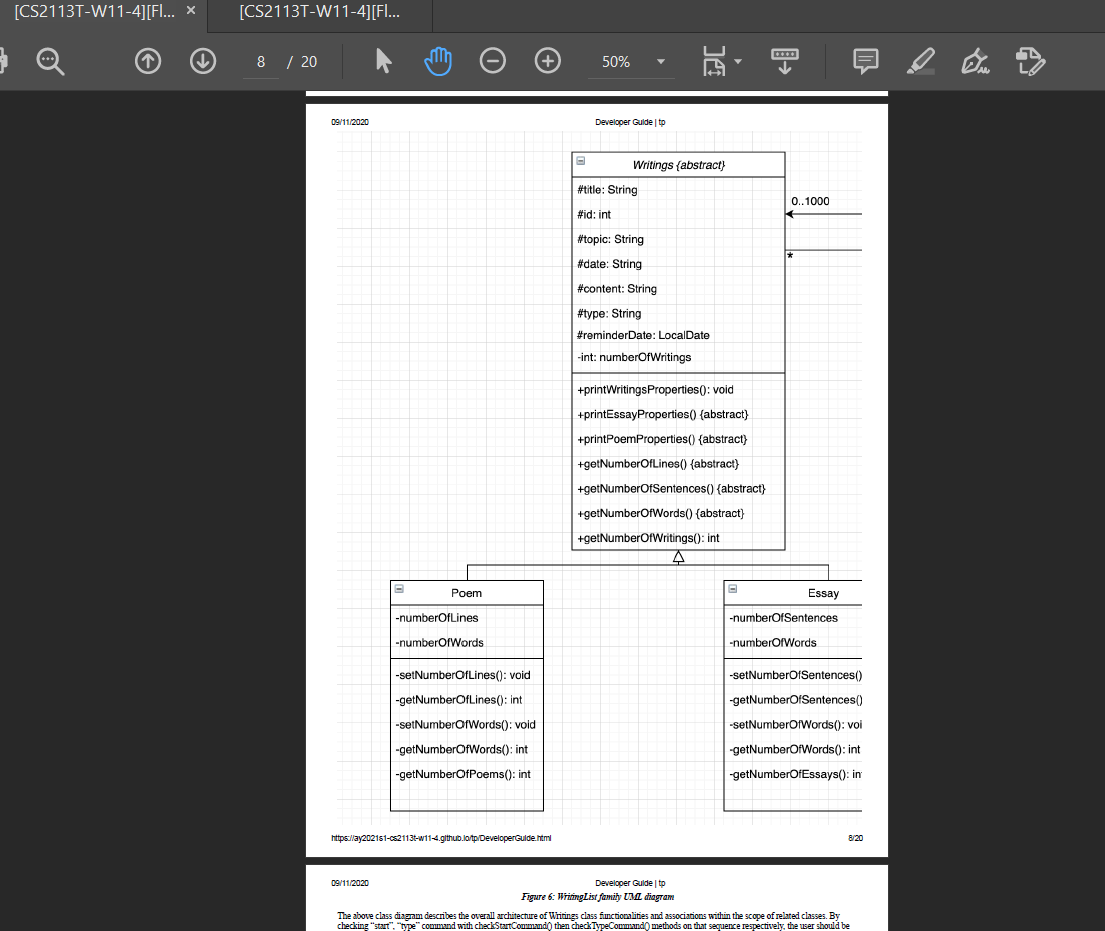 [CS2113T-W11-4][Fl... ×
[CS2113T-W11-4][Fl...
8 / 20
50%
09/11/2020
Developer Guide | tp
Writings {abstract}
#title: String
#id: int
#topic: String
#date: String
#content: String
#type: String
#reminderDate: LocalDate
-int: numberOfWritings
0..1000
*
+printWritingsProperties(): void
+printEssayProperties() {abstract}
+printPoemProperties() {abstract}
+getNumberOfLines() {abstract}
+getNumberOfSentences() {abstract}
+getNumberOfWords() {abstract}
+getNumberOfWritings(): int
Poem
-numberOfLines
-numberOfWords
-setNumberOfLines(): void
-getNumberOfLines(): int
-setNumberOfWords(): void
-getNumberOfWords(): int
-getNumberOfPoems(): int
Essay
-numberOfSentences
-numberOfWords
-setNumberOfSentences()
-getNumberOfSentences()
-setNumberOfWords(): voi
-getNumberOfWords(): int
-getNumberOfEssays(): in
https://ay2021s1-cs2113t-w11-4.github.io/tp/DeveloperGuide.html
8/20
09/11/2020
Developer Guide | tp
Figure 6: WritingList family UML diagram
The above class diagram describes the overall architecture of Writings class functionalities and associations within the scope of related classes. By
checking “start”, “type” command with checkStartCommand() then checkTypeCommand() methods on that sequence respectively, the user should be